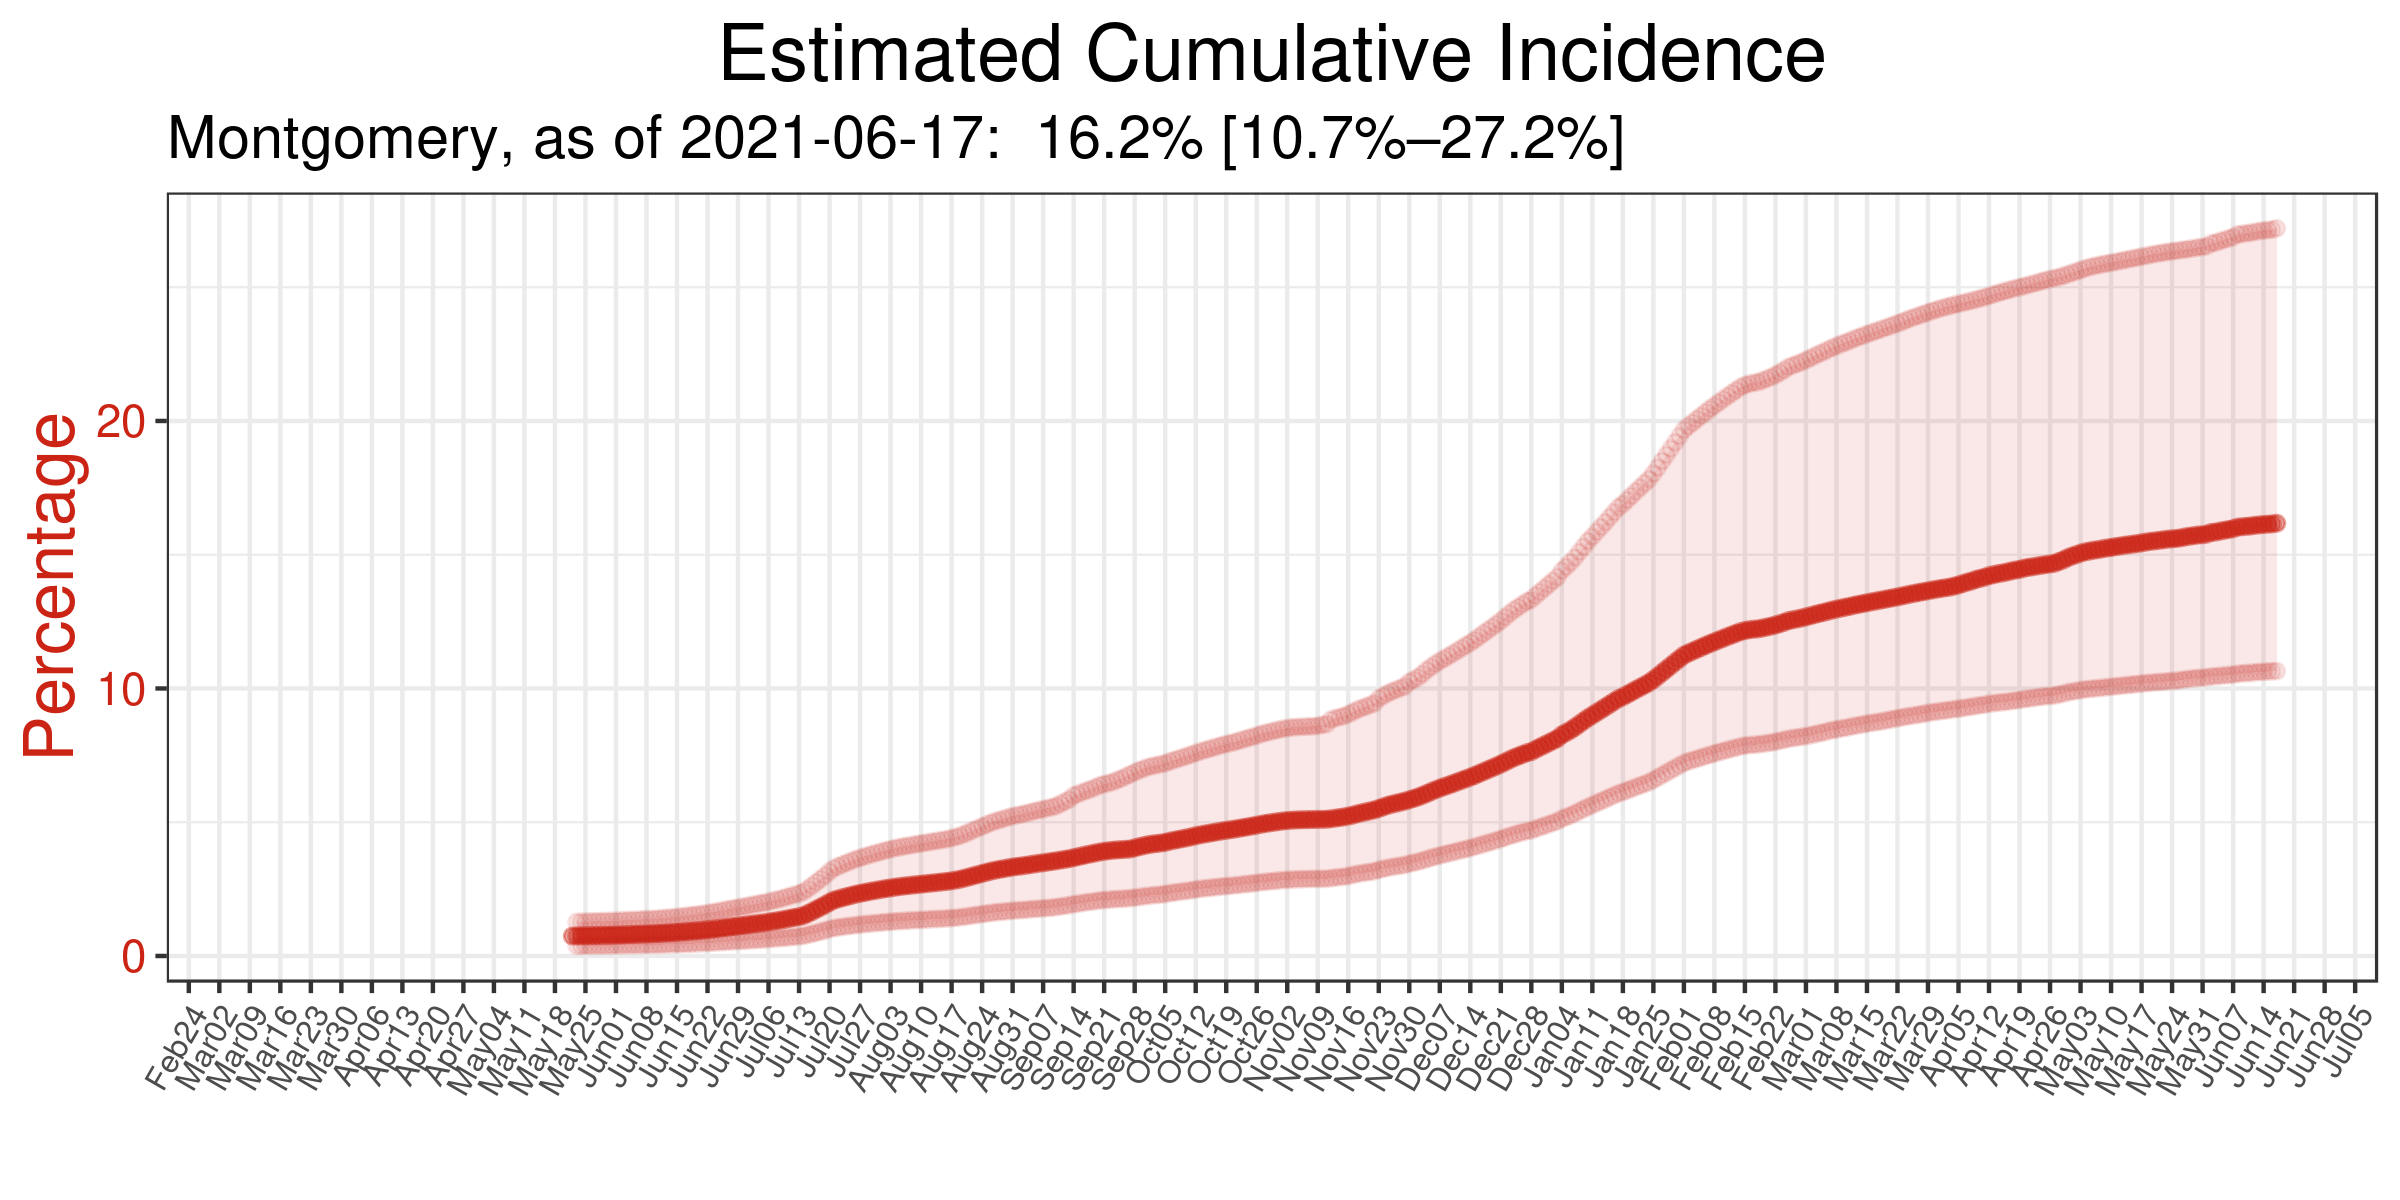 Estimated Cumulative Incidence
Montgomery, as of 2021-06-17:  16.2% [10.7%–27.2%]
Percentage
20
10
0
Feb24
Mar02
Mar09
Mar16
Mar23
Mar30
Apr06
Apr13
Apr20
Apr27
May04
May11
May18
May25
Jun01
Jun08
Jun15
Jun22
Jun29
Jul06
Jul13
Jul20
Jul27
Aug03
Aug10
Aug17
Aug24
Aug31
Sep07
Sep14
Sep21
Sep28
Oct05
Oct12
Oct19
Oct26
Nov02
Nov09
Nov16
Nov23
Nov30
Dec07
Dec14
Dec21
Dec28
Jan04
Jan11
Jan18
Jan25
Feb01
Feb08
Feb15
Feb22
Mar01
Mar08
Mar15
Mar22
Mar29
Apr05
Apr12
Apr19
Apr26
May03
May10
May17
May24
May31
Jun07
Jun14
Jun21
Jun28
Jul05